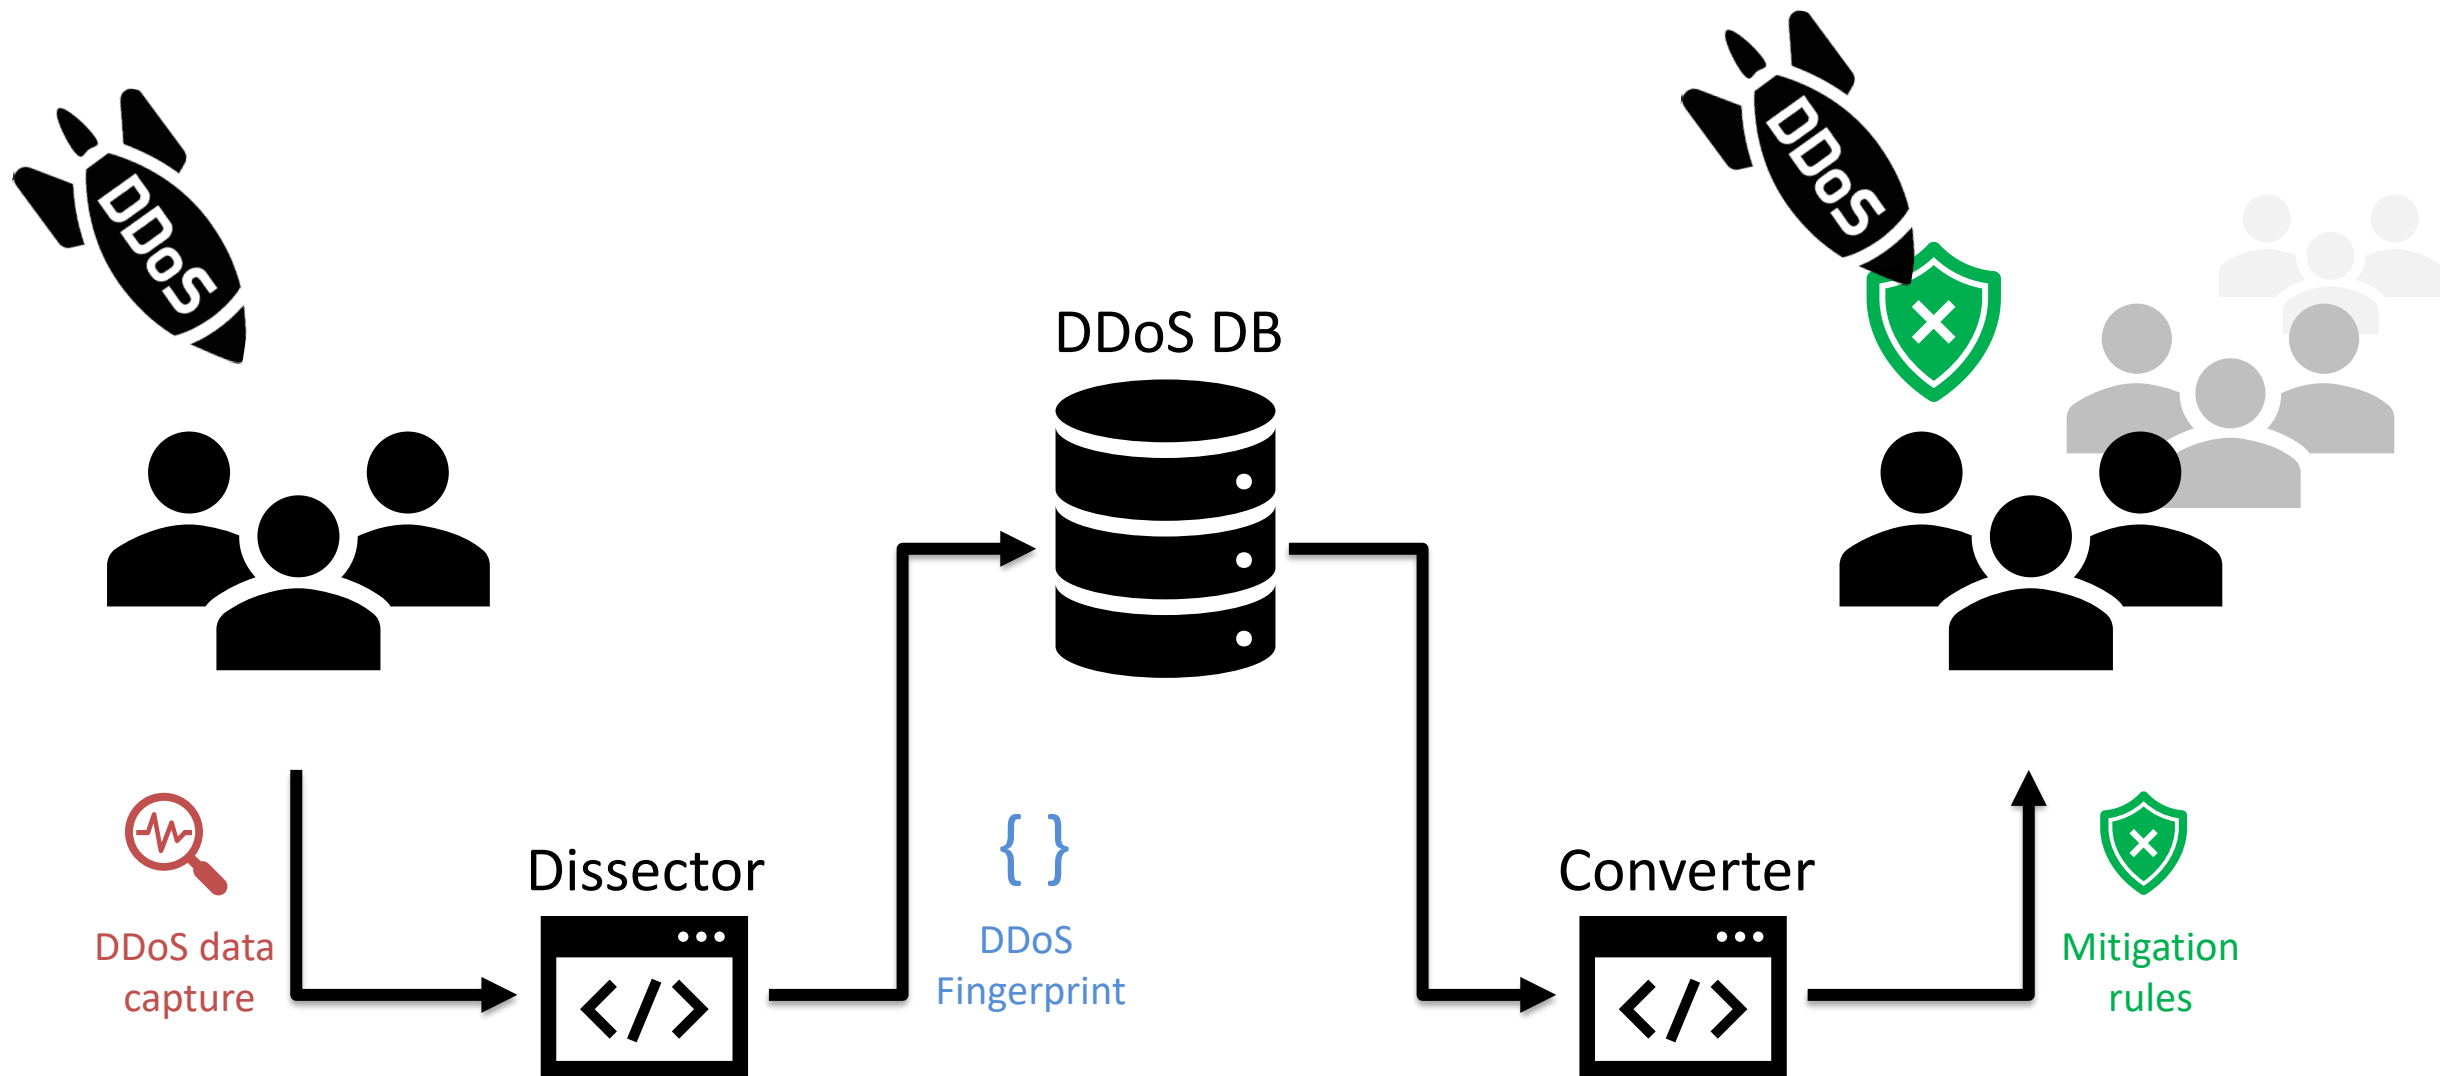 DDoS
DDoS
DDoS DB
Dissector
Converter
DDoS data
capture
{ }
DDoS
Fingerprint
Mitigation
rules
</>
</>